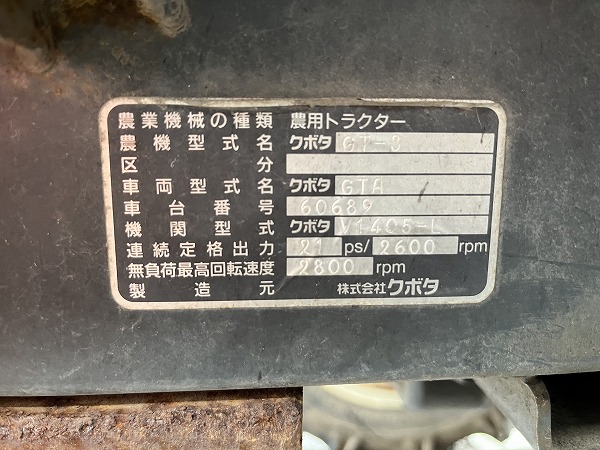 農業機械の種類 農用トラクター
農機型式名 クボタ GT-3
区分
車両型式名 クボタ GTA
車台番号 60689
機関型式 クボタ V1405-L
連続定格出力 21 ps/ 2600 rpm
無負荷最高回転速度 2800 rpm
製造元 株式会社クボタ